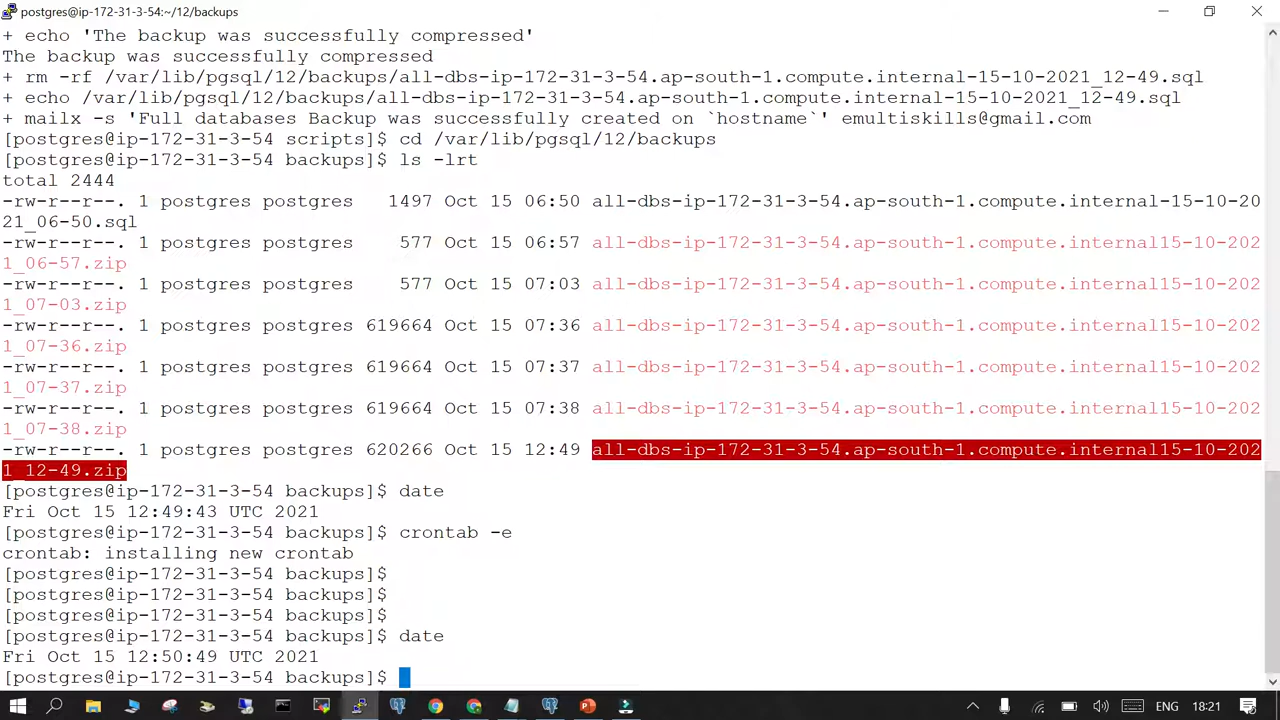 postgres@ip-172-31-3-54:~/12/backups
+ echo 'The backup was successfully compressed'
The backup was successfully compressed
+ rm -rf /var/lib/pgsql/12/backups/all-dbs-ip-172-31-3-54.ap-south-1.compute.internal-15-10-2021_12-49.sql
+ echo /var/lib/pgsql/12/backups/all-dbs-ip-172-31-3-54.ap-south-1.compute.internal-15-10-2021_12-49.sql
+ mailx -s 'Full databases Backup was successfully created on `hostname`' emultiskills@gmail.com
[postgres@ip-172-31-3-54 scripts]$ cd /var/lib/pgsql/12/backups
[postgres@ip-172-31-3-54 backups]$ ls -lrt
total 2444
-rw-r--r--. 1 postgres postgres   1497 Oct 15 06:50 all-dbs-ip-172-31-3-54.ap-south-1.compute.internal-15-10-20
21_06-50.sql
-rw-r--r--. 1 postgres postgres    577 Oct 15 06:57 all-dbs-ip-172-31-3-54.ap-south-1.compute.internal15-10-202
1_06-57.zip
-rw-r--r--. 1 postgres postgres    577 Oct 15 07:03 all-dbs-ip-172-31-3-54.ap-south-1.compute.internal15-10-202
1_07-03.zip
-rw-r--r--. 1 postgres postgres 619664 Oct 15 07:36 all-dbs-ip-172-31-3-54.ap-south-1.compute.internal15-10-202
1_07-36.zip
-rw-r--r--. 1 postgres postgres 619664 Oct 15 07:37 all-dbs-ip-172-31-3-54.ap-south-1.compute.internal15-10-202
1_07-37.zip
-rw-r--r--. 1 postgres postgres 619664 Oct 15 07:38 all-dbs-ip-172-31-3-54.ap-south-1.compute.internal15-10-202
1_07-38.zip
-rw-r--r--. 1 postgres postgres 620266 Oct 15 12:49 all-dbs-ip-172-31-3-54.ap-south-1.compute.internal15-10-202
1_12-49.zip
[postgres@ip-172-31-3-54 backups]$ date
Fri Oct 15 12:49:43 UTC 2021
[postgres@ip-172-31-3-54 backups]$ crontab -e
crontab: installing new crontab
[postgres@ip-172-31-3-54 backups]$
[postgres@ip-172-31-3-54 backups]$
[postgres@ip-172-31-3-54 backups]$
[postgres@ip-172-31-3-54 backups]$ date
Fri Oct 15 12:50:49 UTC 2021
[postgres@ip-172-31-3-54 backups]$
ENG 18:21